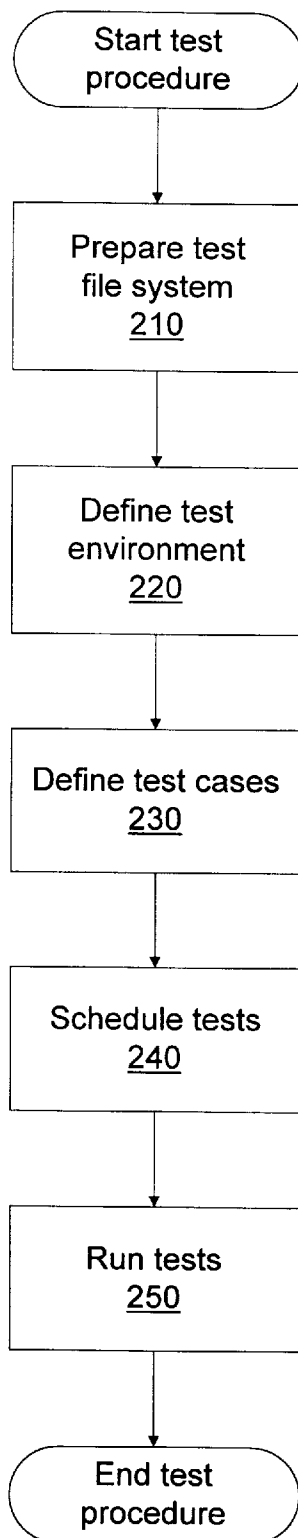 Start test
procedure
Prepare test
file system
210
Define test
environment
220
Define test cases
230
Schedule tests
240
Run tests
250
End test
procedure